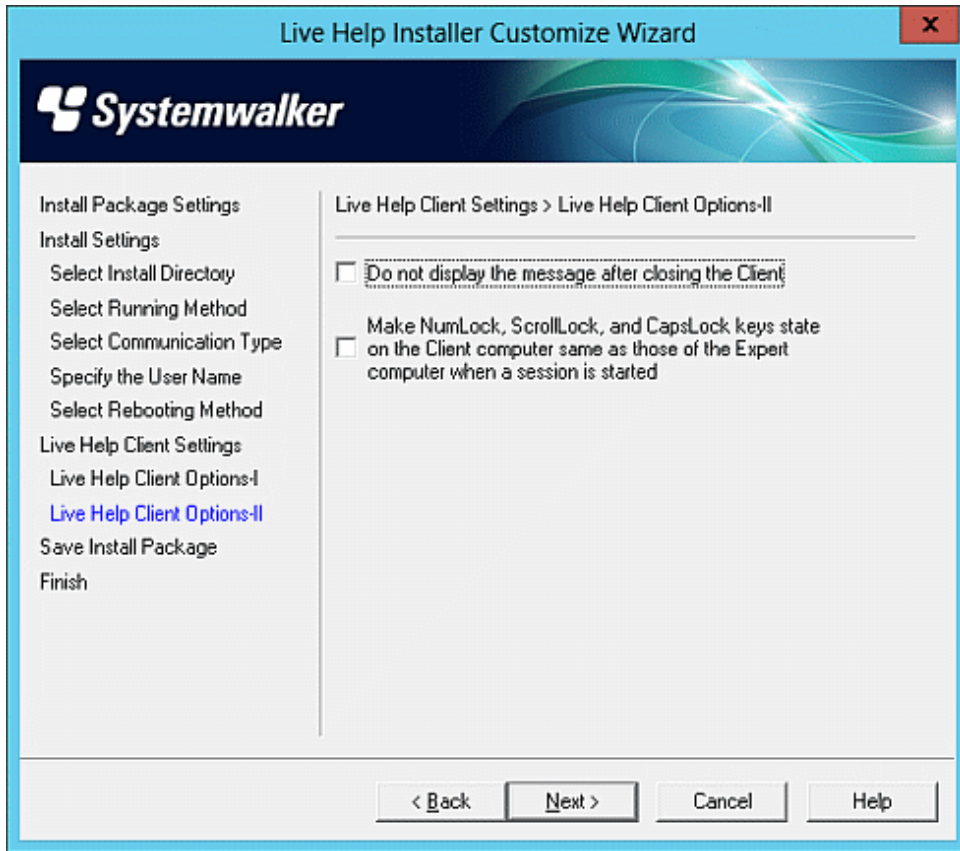 Live Help Installer Customize Wizard
x
Systemwalker
Install Package Settings
Install Settings
Select Install Directory
Select Running Method
Select Communication Type
Specify the User Name
Select Rebooting Method
Live Help Client Settings
Live Help Client Options-I
Live Help Client Options-II
Save Install Package
Finish
Live Help Client Settings > Live Help Client Options-II
Do not display the message after closing the Client
Make NumLock, ScrollLock, and CapsLock keys state
on the Client computer same as those of the Expert
computer when a session is started
< Back
Next >
Cancel
Help